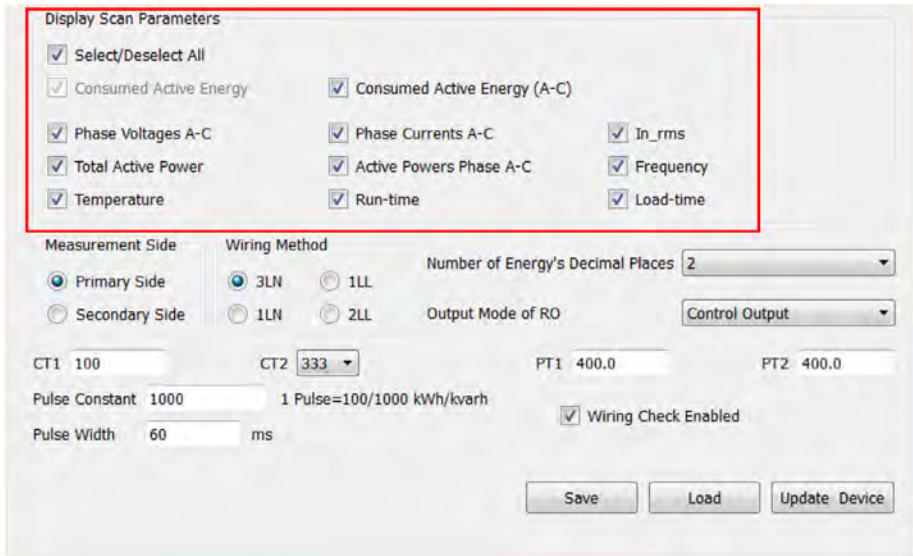 Display Scan Parameters
Select/Deselect All
Consumed Active Energy Consumed Active Energy (A-C)
Phase Voltages A-C Phase Currents A-C In_rms
Total Active Power Active Powers Phase A-C Frequency
Temperature Run-time Load-time
Measurement Side Wiring Method
Number of Energy's Decimal Places 2
Primary Side 3LN 1LL
Secondary Side 1LN 2LL Output Mode of RO Control Output
CT1 100 CT2 333 PT1 400.0 PT2 400.0
Pulse Constant 1000 1 Pulse=100/1000 kWh/kvarh
Wiring Check Enabled
Pulse Width 60 ms
Save Load Update Device